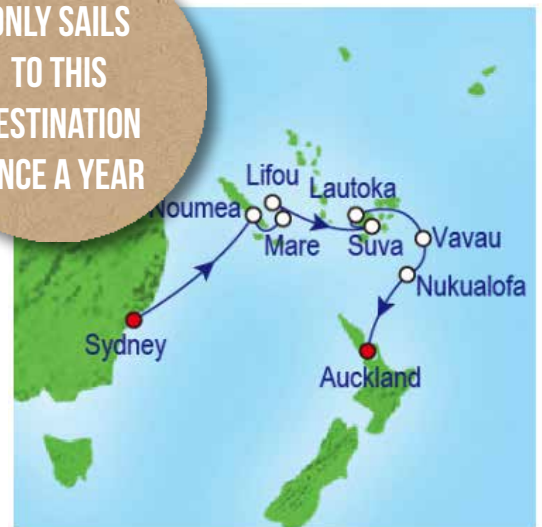 ONLY SAILS
TO THIS
ESTINATION
NCE A YEAR
Lifou
Lautoka
Noumea
Mare
Suva
Vavau
Nukualofa
Sydney
Auckland